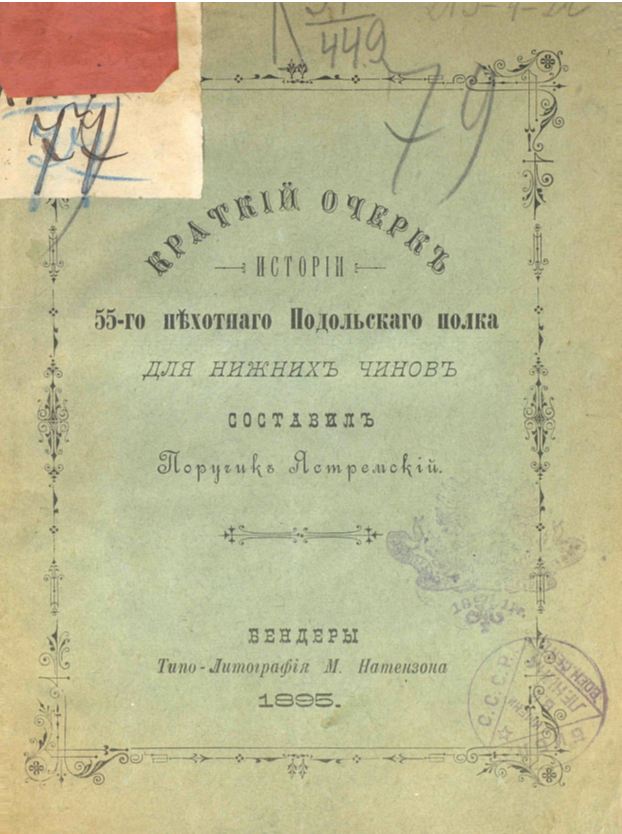 449
79
77
КРАТКІЙ ОЧЕРКЪ
ИСТОРІИ
55-го пѣхотнаго Подольскаго полка
ДЛЯ НИЖНИХЪ ЧИНОВЪ
СОСТАВИЛЪ
Поручикъ Ястремскій.
БЕНДЕРЫ
Типо-Литографія М. Натензона
1895.
С.С.С.Р.